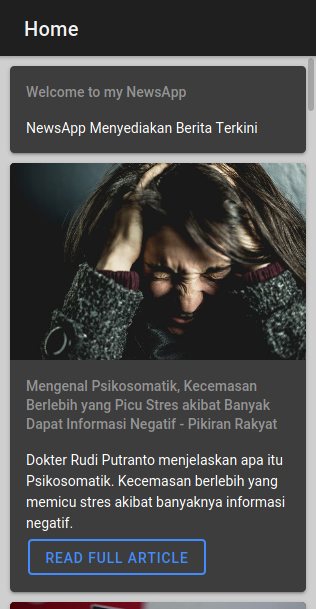 Home
Welcome to my NewsApp
NewsApp Menyediakan Berita Terkini
Mengenal Psikosomatik, Kecemasan
Berlebih yang Picu Stres akibat Banyak
Dapat Informasi Negatif - Pikiran Rakyat
Dokter Rudi Putranto menjelaskan apa itu
Psikosomatik. Kecemasan berlebih yang
memicu stres akibat banyaknya informasi
negatif.
READ FULL ARTICLE